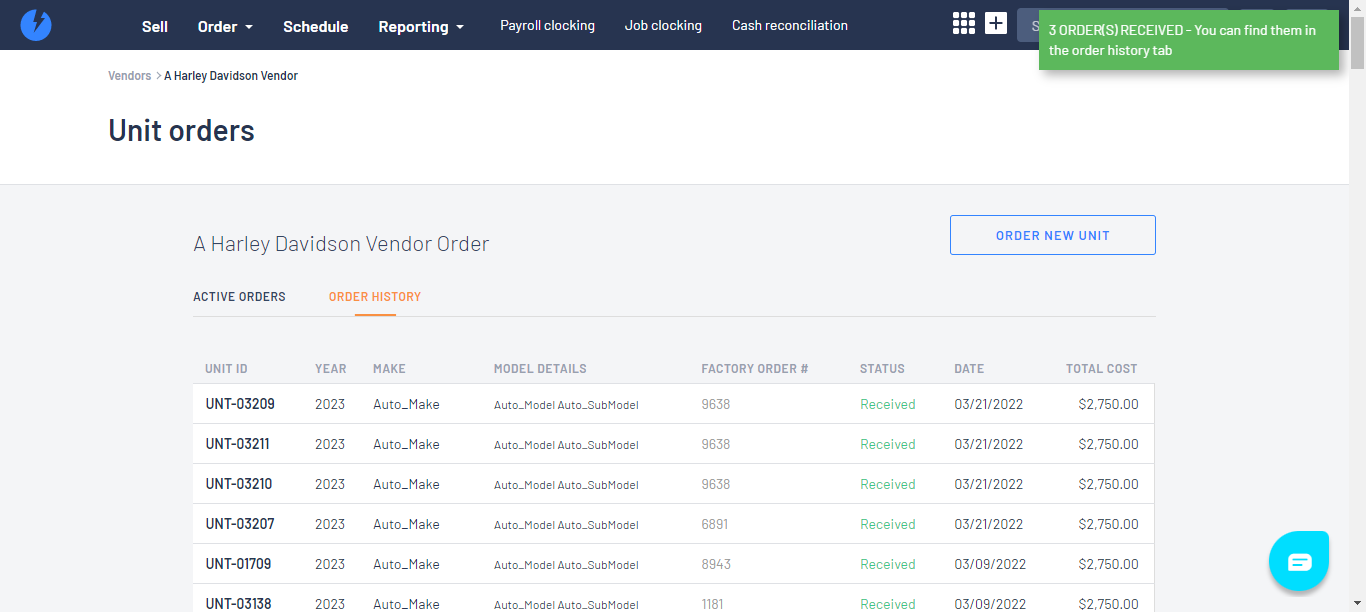 Sell Order Schedule Reporting Payroll clocking Job clocking Cash reconciliation
3 ORDER(S) RECEIVED - You can find them in
the order history tab
Vendors > A Harley Davidson Vendor
Unit orders
A Harley Davidson Vendor Order
ORDER NEW UNIT
ACTIVE ORDERS ORDER HISTORY
UNIT ID YEAR MAKE MODEL DETAILS FACTORY ORDER # STATUS DATE TOTAL COST
UNT-03209 2023 Auto_Make Auto_Model Auto_SubModel 9638 Received 03/21/2022 $2,750.00
UNT-03211 2023 Auto_Make Auto_Model Auto_SubModel 9638 Received 03/21/2022 $2,750.00
UNT-03210 2023 Auto_Make Auto_Model Auto_SubModel 9638 Received 03/21/2022 $2,750.00
UNT-03207 2023 Auto_Make Auto_Model Auto_SubModel 6891 Received 03/21/2022 $2,750.00
UNT-01709 2023 Auto_Make Auto_Model Auto_SubModel 8943 Received 03/09/2022 $2,750.00
UNT-03138 2023 Auto_Make Auto_Model Auto_SubModel 1181 Received 03/09/2022 $2,750.00